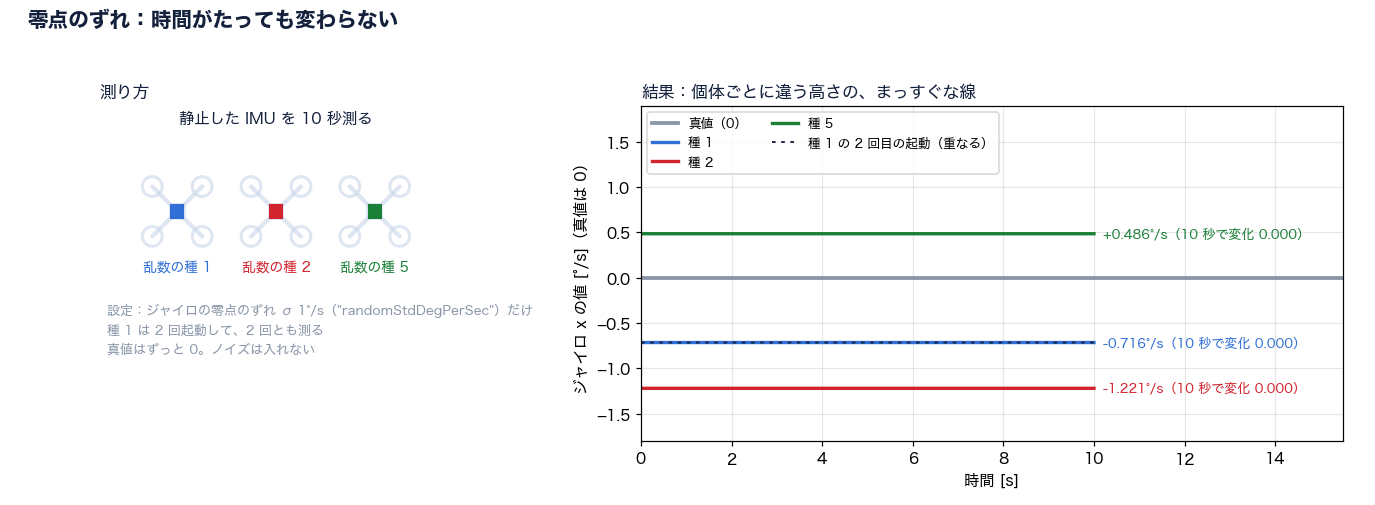 零点のずれ：時間がたっても変わらない
測り方
静止した IMU を 10 秒測る
乱数の種 1
乱数の種 2
乱数の種 5
設定：ジャイロの零点のずれ σ 1°/s（"randomStdDegPerSec"）だけ
種 1 は 2 回起動して、2 回とも測る
真値はずっと 0。ノイズは入れない
結果：個体ごとに違う高さの、まっすぐな線
真値（0）
種 1
種 2
種 5
種 1 の 2 回目の起動（重なる）
ジャイロ x の値 [°/s]（真値は 0）
1.5
1.0
0.5
0.0
−0.5
−1.0
−1.5
+0.486°/s（10 秒で変化 0.000）
-0.716°/s（10 秒で変化 0.000）
-1.221°/s（10 秒で変化 0.000）
0 2 4 6 8 10 12 14
時間 [s]